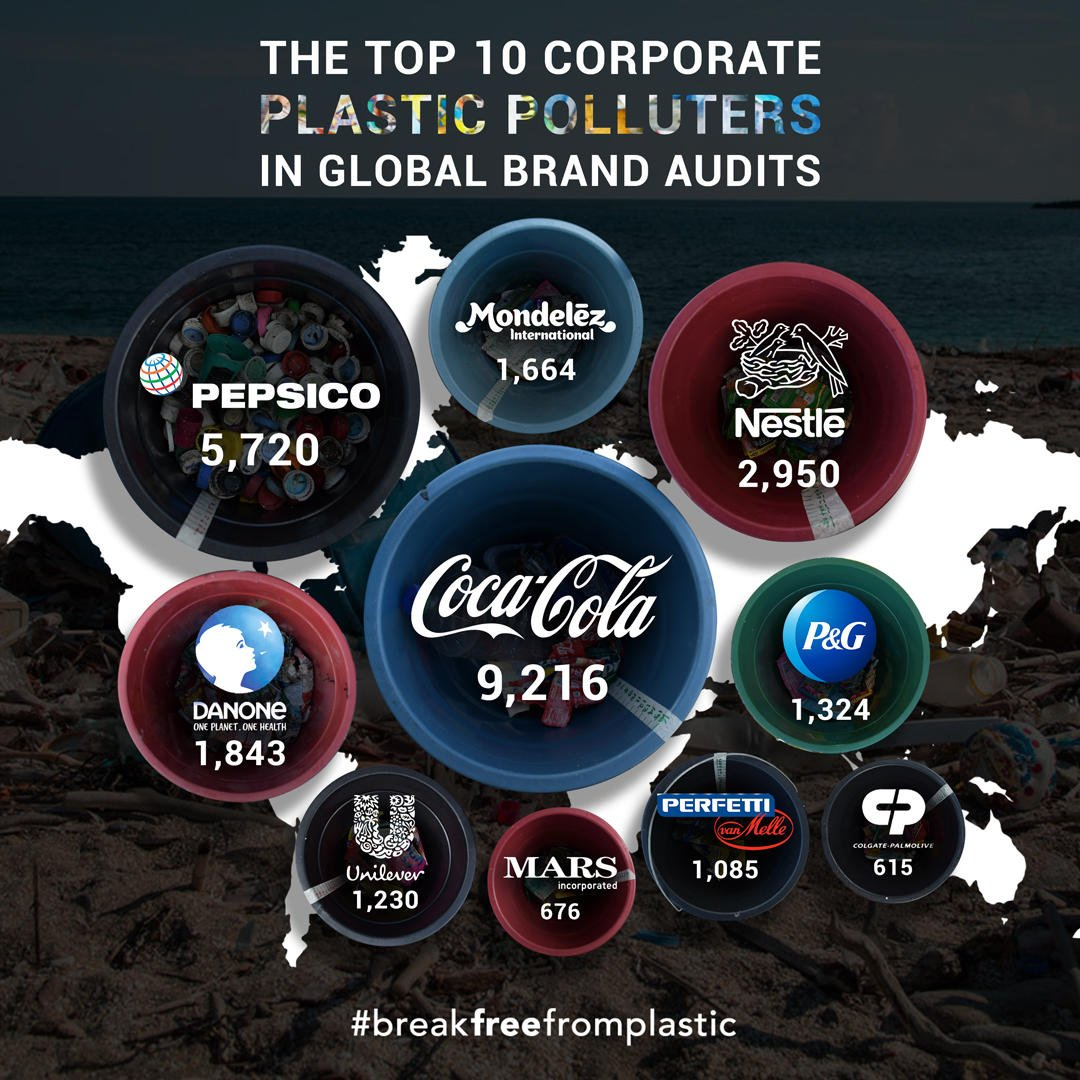 THE TOP 10 CORPORATE
PLASTIC POLLUTERS
IN GLOBAL BRAND AUDITS
Mondelēz
International
1,664
PEPSICO
5,720
Nestlé
2,950
Coca-Cola
9,216
DANONE
ONE PLANET. ONE HEALTH
1,843
P&G
1,324
Unilever
1,230
MARS
incorporated
676
PERFETTI
van Melle
1,085
COLGATE-PALMOLIVE
615
#breakfreefromplastic